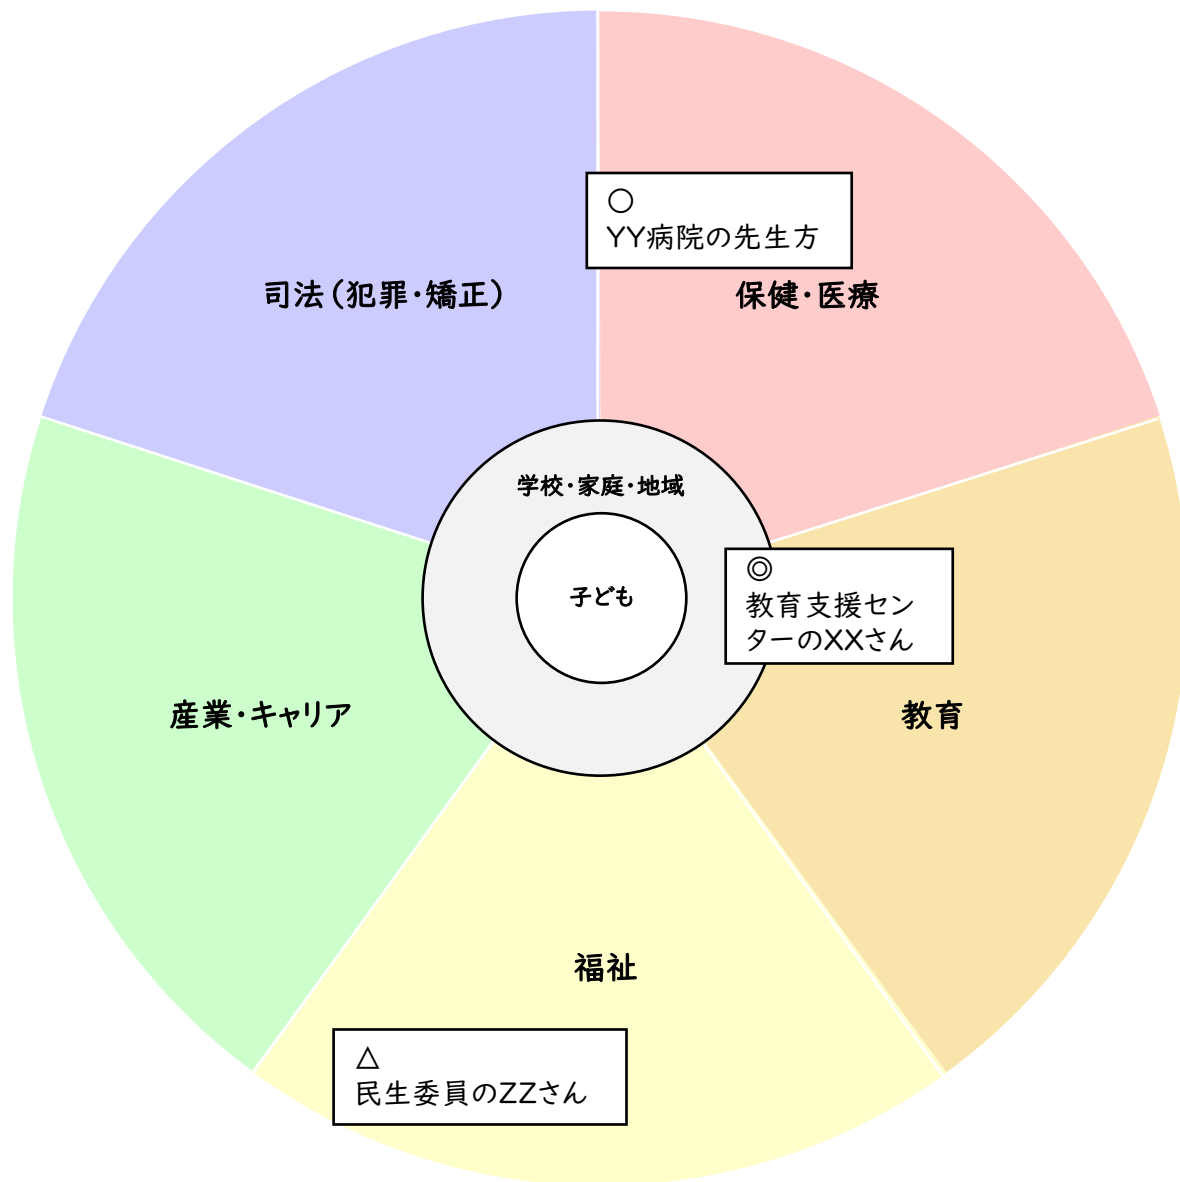 ○
YY病院の先生方
司法（犯罪・矯正）
保健・医療
学校・家庭・地域
子ども
◎
教育支援セン
ターのXXさん
産業・キャリア
教育
福祉
△
民生委員のZZさん